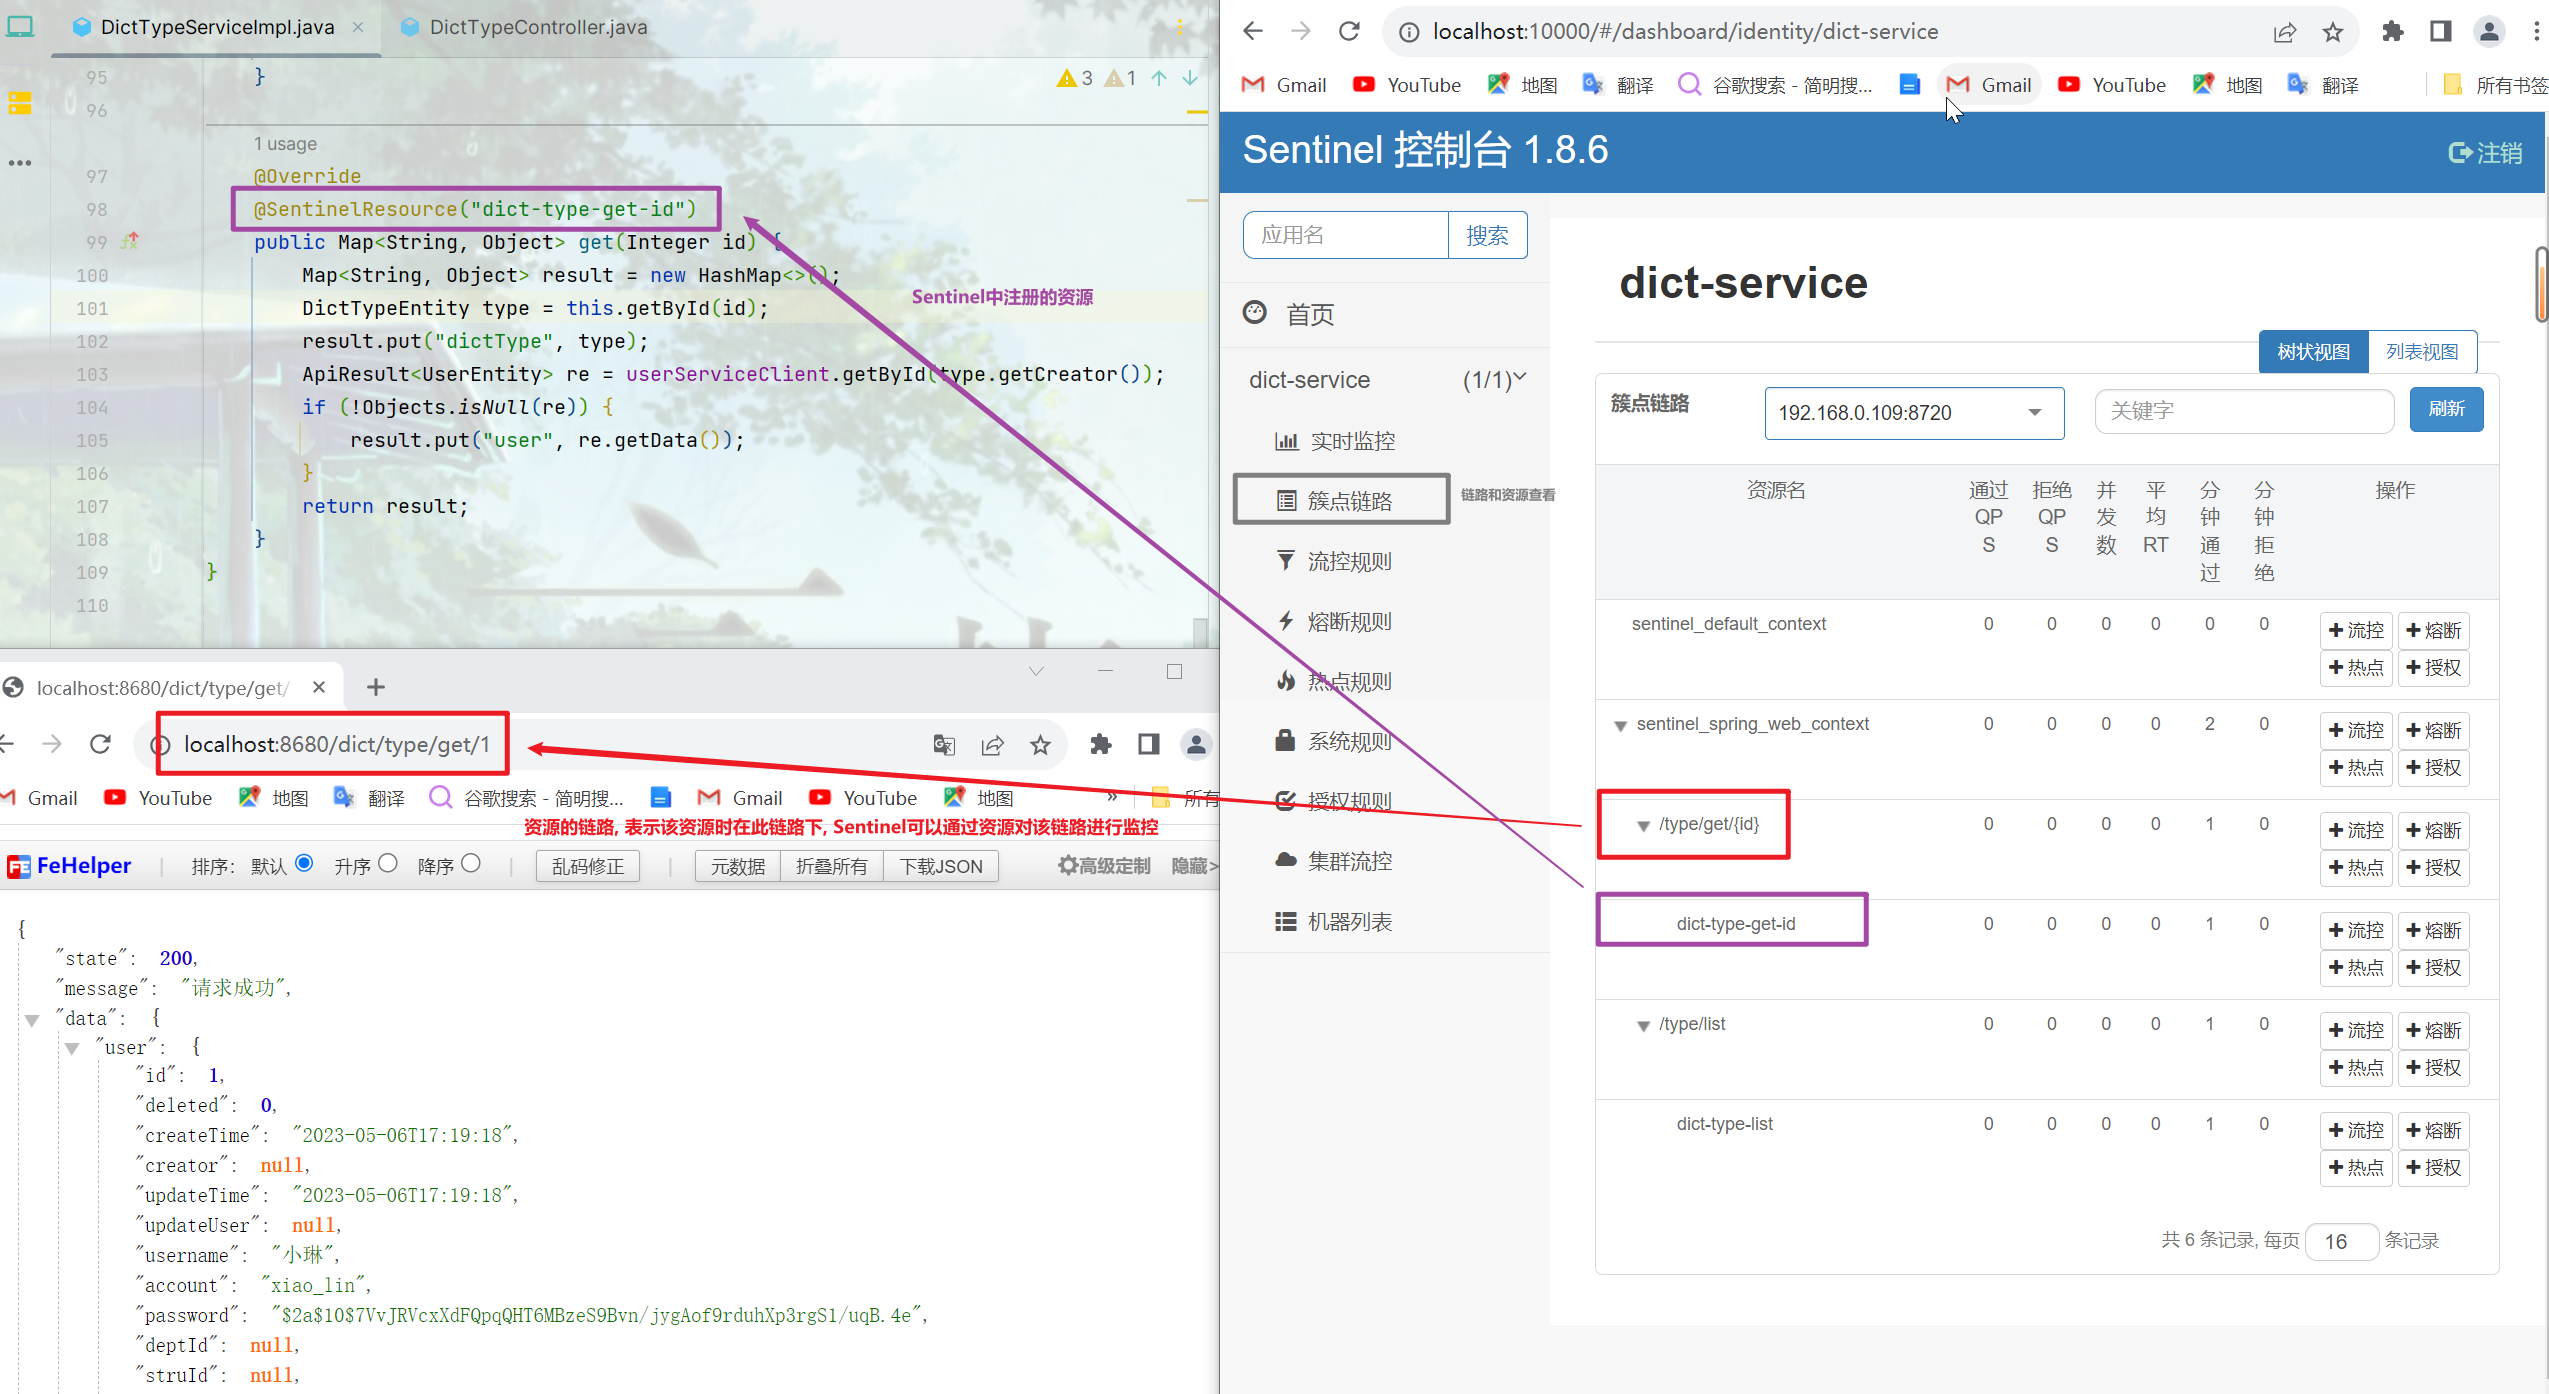 DictTypeServiceImpl.java
DictTypeController.java
3 1
95 }
96
1 usage
97 @Override
98 @SentinelResource("dict-type-get-id")
99 public Map<String, Object> get(Integer id) {
100 Map<String, Object> result = new HashMap<>();
Sentinel中注册的资源
101 DictTypeEntity type = this.getById(id);
102 result.put("dictType", type);
103 ApiResult<UserEntity> re = userServiceClient.getById(type.getCreator());
104 if (!Objects.isNull(re)) {
105 result.put("user", re.getData());
106 }
107 return result;
108 }
109 }
110
localhost:8680/dict/type/get/
localhost:8680/dict/type/get/1
Gmail YouTube 地图 翻译 谷歌搜索 - 简明搜... Gmail YouTube 地图 » 所有
资源的链路, 表示该资源时在此链路下, Sentinel可以通过资源对该链路进行监控
FeHelper 排序: 默认 升序 降序 乱码修正 元数据 折叠所有 下载JSON 高级定制 隐藏>
{
"state": 200,
"message": "请求成功",
"data": {
"user": {
"id": 1,
"deleted": 0,
"createTime": "2023-05-06T17:19:18",
"creator": null,
"updateTime": "2023-05-06T17:19:18",
"updateUser": null,
"username": "小琳",
"account": "xiao_lin",
"password": "$2a$10$7VvJRVcxXdFQpqQHT6MBzeS9Bvn/jygAof9rduhXp3rgS1/uqB.4e",
"deptId": null,
"struId": null,
localhost:10000/#/dashboard/identity/dict-service
Gmail YouTube 地图 翻译 谷歌搜索 - 简明搜... Gmail YouTube 地图 翻译 所有书签
Sentinel 控制台 1.8.6
注销
应用名 搜索
首页
dict-service (1/1)
实时监控
簇点链路
链路和资源查看
流控规则
熔断规则
热点规则
系统规则
授权规则
集群流控
机器列表
dict-service
树状视图 列表视图
簇点链路 192.168.0.109:8720 关键字 刷新
资源名 通过QPS 拒绝QPS 并发数 平均RT 分钟通过 分钟拒绝 操作
sentinel_default_context 0 0 0 0 0 0 流控 熔断
热点 授权
sentinel_spring_web_context 0 0 0 0 2 0 流控 熔断
热点 授权
/type/get/{id} 0 0 0 0 1 0 流控 熔断
热点 授权
dict-type-get-id 0 0 0 0 1 0 流控 熔断
热点 授权
/type/list 0 0 0 0 1 0 流控 熔断
热点 授权
dict-type-list 0 0 0 0 1 0 流控 熔断
热点 授权
共 6 条记录, 每页 16 条记录